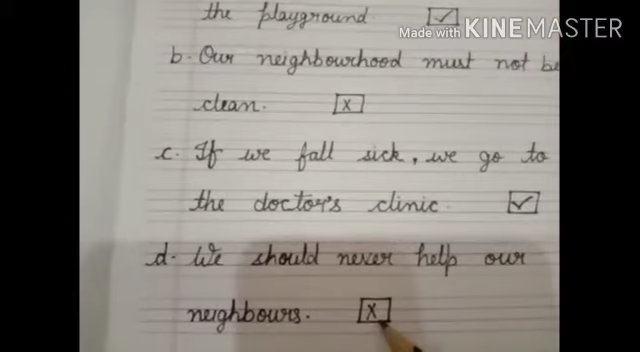 the playground ✓
Made with KINEMASTER
b. Our neighbourhood must not be
clean. x
c. If we fall sick, we go to
the doctor's clinic. ✓
d. We should never help our
neighbours. x